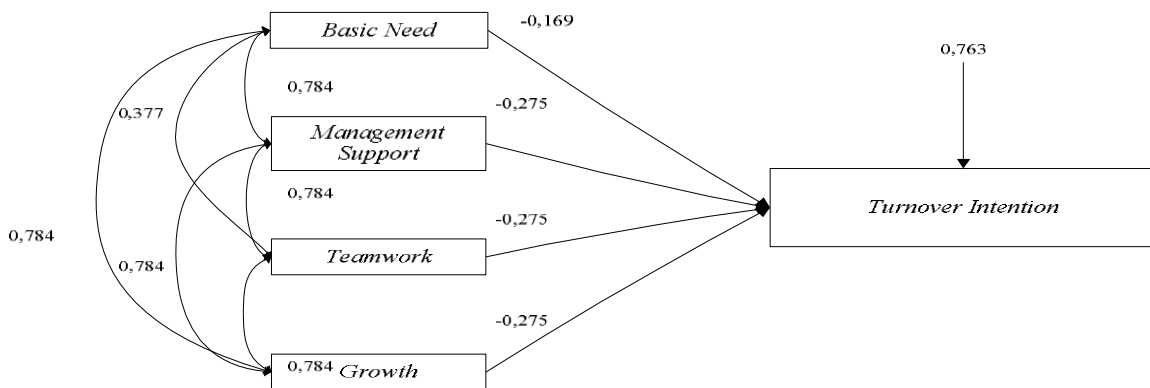 Basic Need
-0,169
0,763
0,784
0,377
-0,275
Management
Support
0,784
Turnover Intention
-0,275
0,784
Teamwork
0,784
-0,275
0,784
Growth